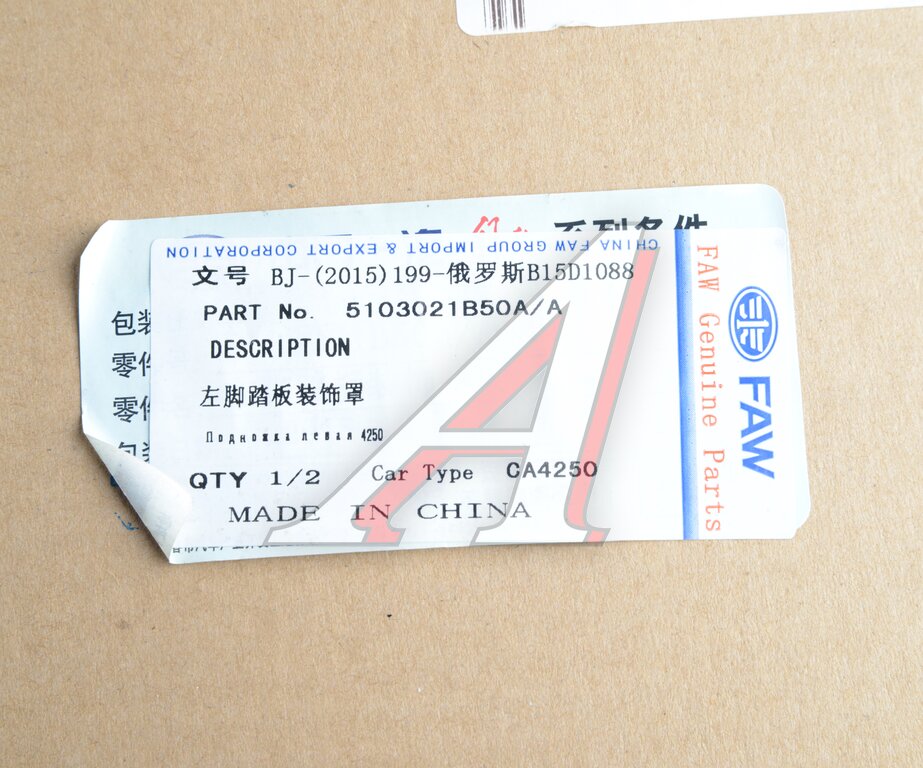 系列备件
CHINA FAW GROUP IMPORT & EXPORT CORPORATION
文号 BJ-(2015)199-俄罗斯B15D1088
PART No. 5103021B50A/A
DESCRIPTION
左脚踏板装饰罩
Подножка левая 4250
QTY 1/2 Car Type CA4250
MADE IN CHINA
FAW Genuine Parts
FAW
包装
零件
零件
包装